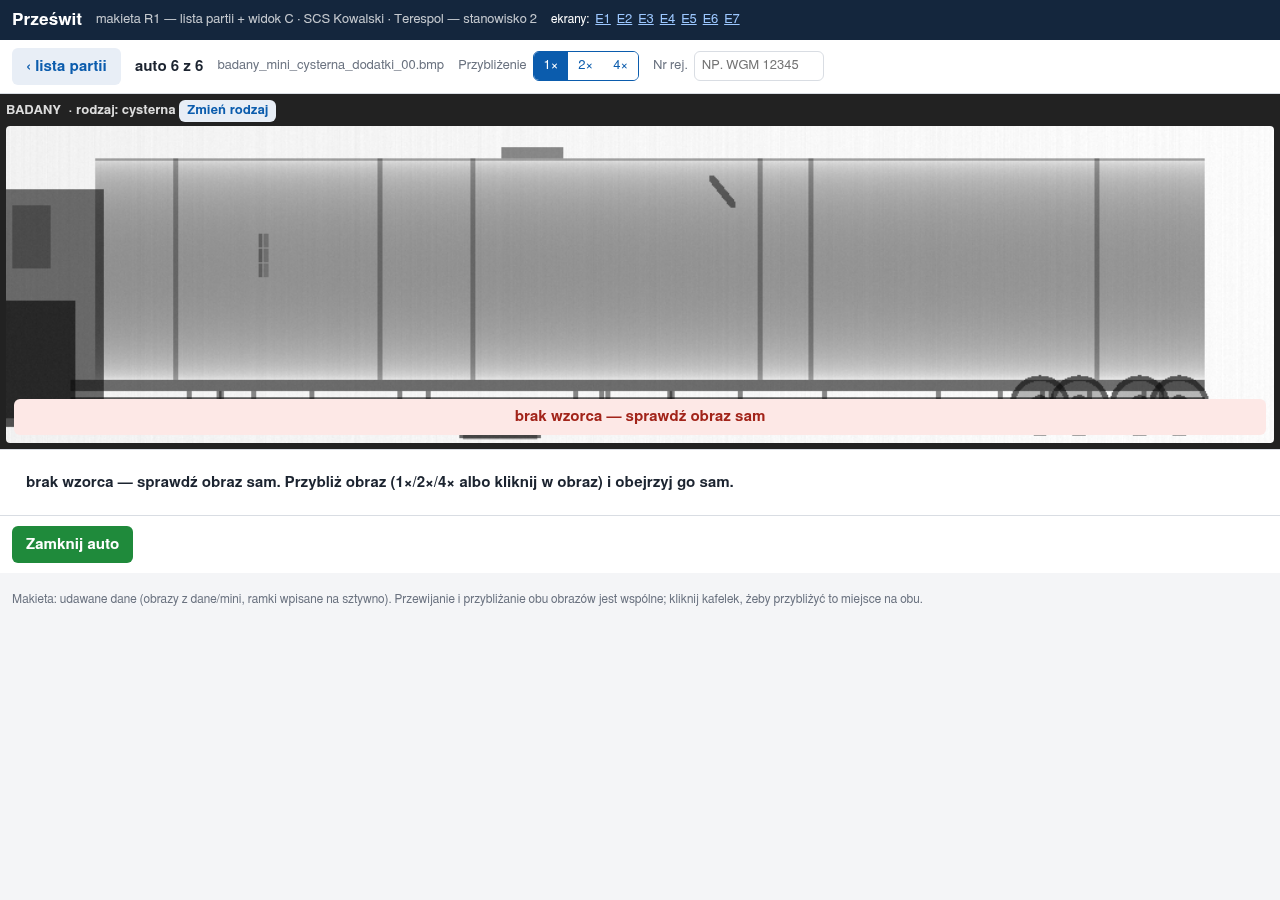 Prześwit makieta R1 — lista partii + widok C · SCS Kowalski · Terespol — stanowisko 2 ekrany: E1 E2 E3 E4 E5 E6 E7
‹ lista partii auto 6 z 6 badany_mini_cysterna_dodatki_00.bmp Przybliżenie 1× 2× 4× Nr rej. NP. WGM 12345
BADANY · rodzaj: cysterna Zmień rodzaj
brak wzorca — sprawdź obraz sam
brak wzorca — sprawdź obraz sam. Przybliż obraz (1×/2×/4× albo kliknij w obraz) i obejrzyj go sam.
Zamknij auto
Makieta: udawane dane (obrazy z dane/mini, ramki wpisane na sztywno). Przewijanie i przybliżanie obu obrazów jest wspólne; kliknij kafelek, żeby przybliżyć to miejsce na obu.